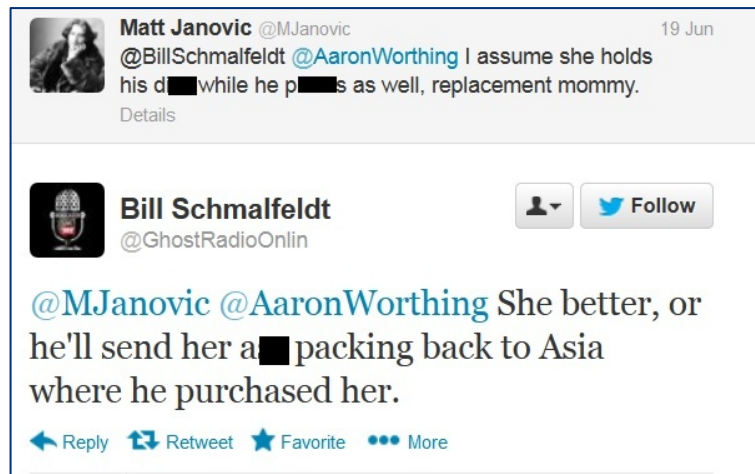 Matt Janovic @MJanovic 19 Jun
@BillSchmalfeldt @AaronWorthing I assume she holds
his di while he p s as well, replacement mommy.
Details
Bill Schmalfeldt
@GhostRadioOnlin
Follow
@MJanovic @AaronWorthing She better, or
he'll send her a packing back to Asia
where he purchased her.
Reply Retweet Favorite More